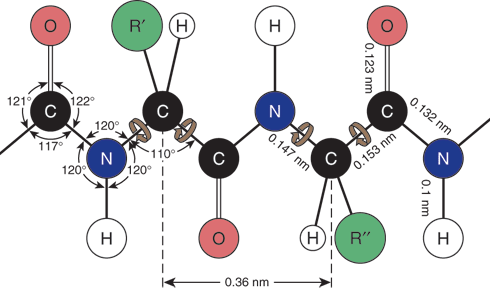 O R′ H H O
121° 122° 0.123 nm 0.132
C C N C
117° 120° 110° 0.147 nm 0.153 nm
N C C N
120° 120° 0.1 nm
H O H R″ H
0.36 nm